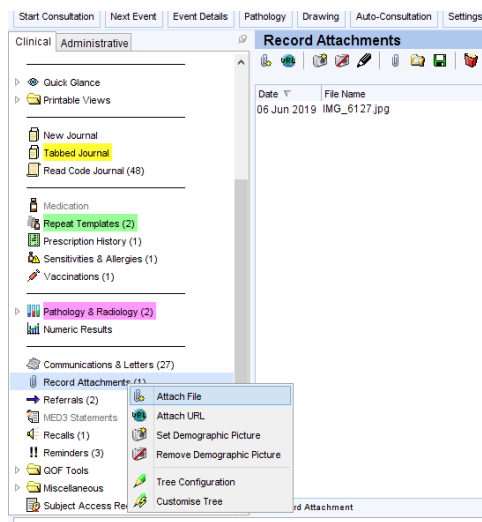 Start Consultation Next Event Event Details Pathology Drawing Auto-Consultation Settings
Clinical Administrative
Quick Glance
Printable Views
New Journal
Tabbed Journal
Read Code Journal (48)
Medication
Repeat Templates (2)
Prescription History (1)
Sensitivities & Allergies (1)
Vaccinations (1)
Pathology & Radiology (2)
Numeric Results
Communications & Letters (27)
Record Attachments (1)
Referrals (2)
MED3 Statements
Recalls (1)
Reminders (3)
QOF Tools
Miscellaneous
Subject Access Re
Attach File
Attach URL
Set Demographic Picture
Remove Demographic Picture
Tree Configuration
Customise Tree
Record Attachments
URL
Date File Name
06 Jun 2019 IMG_6127.jpg
rd Attachment